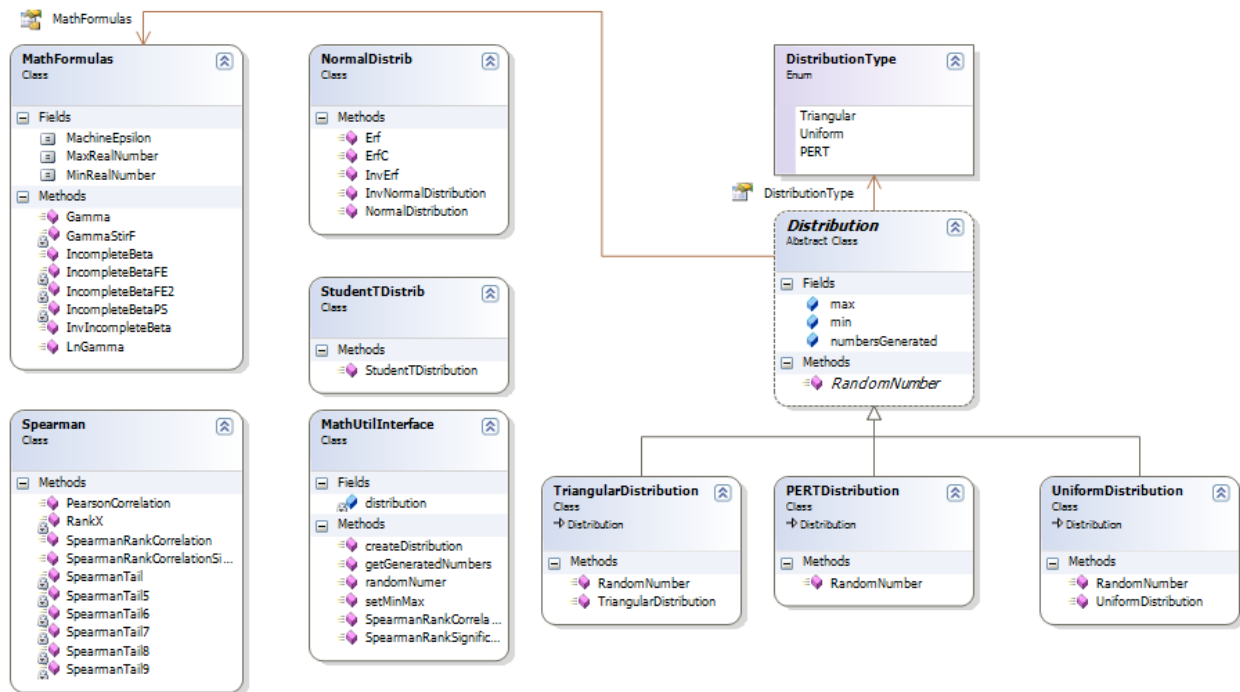 MathFormulas
MathFormulas
Class
Fields
MachineEpsilon
MaxRealNumber
MinRealNumber
Methods
Gamma
GammaStirF
IncompleteBeta
IncompleteBetaFE
IncompleteBetaFE2
IncompleteBetaPS
InvIncompleteBeta
LnGamma
NormalDistrib
Class
Methods
Erf
ErfC
InvErf
InvNormalDistribution
NormalDistribution
DistributionType
Enum
Triangular
Uniform
PERT
DistributionType
Distribution
Abstract Class
Fields
max
min
numbersGenerated
Methods
RandomNumber
StudentTDistrib
Class
Methods
StudentTDistribution
Spearman
Class
Methods
PearsonCorrelation
RankX
SpearmanRankCorrelation
SpearmanRankCorrelationSi...
SpearmanTail
SpearmanTail5
SpearmanTail6
SpearmanTail7
SpearmanTail8
SpearmanTail9
MathUtilInterface
Class
Fields
distribution
Methods
createDistribution
getGeneratedNumbers
randomNumer
setMinMax
SpearmanRankCorrela...
SpearmanRankSignific...
TriangularDistribution
Class
Distribution
Methods
RandomNumber
TriangularDistribution
PERTDistribution
Class
Distribution
Methods
RandomNumber
UniformDistribution
Class
Distribution
Methods
RandomNumber
UniformDistribution